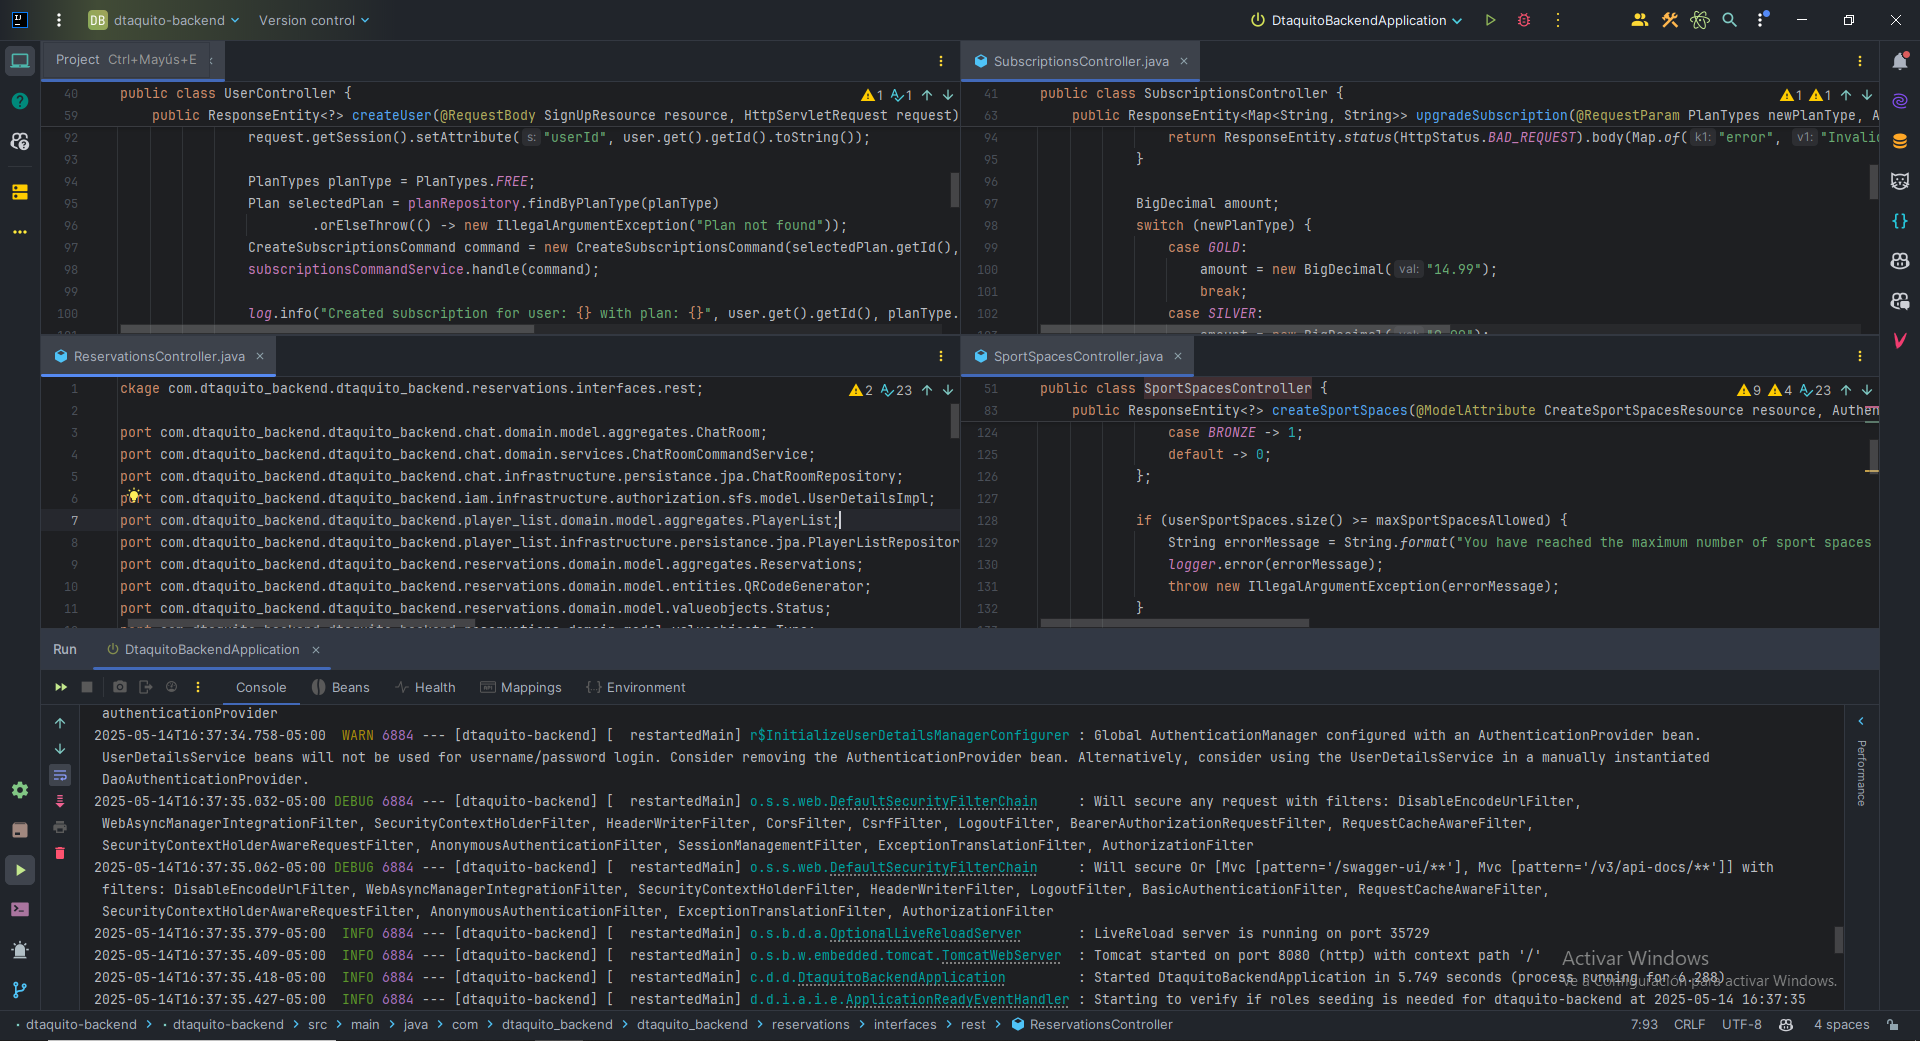 DB dtaquito-backend Version control DtaquitoBackendApplication
Project Ctrl+Mayús+E
40 public class UserController {
1 1
59 public ResponseEntity<?> createUser(@RequestBody SignUpResource resource, HttpServletRequest request)
92 request.getSession().setAttribute( s: "userId", user.get().getId().toString());
93
94 PlanTypes planType = PlanTypes.FREE;
95 Plan selectedPlan = planRepository.findByPlanType(planType)
96 .orElseThrow(() -> new IllegalArgumentException("Plan not found"));
97 CreateSubscriptionsCommand command = new CreateSubscriptionsCommand(selectedPlan.getId(),
98 subscriptionsCommandService.handle(command);
99
100 log.info("Created subscription for user: {} with plan: {}", user.get().getId(), planType.
SubscriptionsController.java
41 public class SubscriptionsController {
1 1
63 public ResponseEntity<Map<String, String>> upgradeSubscription(@RequestParam PlanTypes newPlanType, A
94 return ResponseEntity.status(HttpStatus.BAD_REQUEST).body(Map.of( k1: "error", v1: "Invalid
95 }
96
97 BigDecimal amount;
98 switch (newPlanType) {
99 case GOLD:
100 amount = new BigDecimal( val: "14.99");
101 break;
102 case SILVER:
ReservationsController.java
1 ckage com.dtaquito_backend.dtaquito_backend.reservations.interfaces.rest;
2 23
2
3 port com.dtaquito_backend.dtaquito_backend.chat.domain.model.aggregates.ChatRoom;
4 port com.dtaquito_backend.dtaquito_backend.chat.domain.services.ChatRoomCommandService;
5 port com.dtaquito_backend.dtaquito_backend.chat.infrastructure.persistance.jpa.ChatRoomRepository;
6 port com.dtaquito_backend.dtaquito_backend.iam.infrastructure.authorization.sfs.model.UserDetailsImpl;
7 port com.dtaquito_backend.dtaquito_backend.player_list.domain.model.aggregates.PlayerList;
8 port com.dtaquito_backend.dtaquito_backend.player_list.infrastructure.persistance.jpa.PlayerListRepositor
9 port com.dtaquito_backend.dtaquito_backend.reservations.domain.model.aggregates.Reservations;
10 port com.dtaquito_backend.dtaquito_backend.reservations.domain.model.entities.QRCodeGenerator;
11 port com.dtaquito_backend.dtaquito_backend.reservations.domain.model.valueobjects.Status;
SportSpacesController.java
51 public class SportSpacesController {
9 4 23
83 public ResponseEntity<?> createSportSpaces(@ModelAttribute CreateSportSpacesResource resource, Authen
124 case BRONZE -> 1;
125 default -> 0;
126 };
127
128 if (userSportSpaces.size() >= maxSportSpacesAllowed) {
129 String errorMessage = String.format("You have reached the maximum number of sport spaces
130 logger.error(errorMessage);
131 throw new IllegalArgumentException(errorMessage);
132 }
Run DtaquitoBackendApplication
Console Beans Health Mappings Environment
authenticationProvider
2025-05-14T16:37:34.758-05:00 WARN 6884 --- [dtaquito-backend] [ restartedMain] r$InitializeUserDetailsManagerConfigurer : Global AuthenticationManager configured with an AuthenticationProvider bean.
UserDetailsService beans will not be used for username/password login. Consider removing the AuthenticationProvider bean. Alternatively, consider using the UserDetailsService in a manually instantiated
DaoAuthenticationProvider.
2025-05-14T16:37:35.032-05:00 DEBUG 6884 --- [dtaquito-backend] [ restartedMain] o.s.s.web.DefaultSecurityFilterChain : Will secure any request with filters: DisableEncodeUrlFilter,
WebAsyncManagerIntegrationFilter, SecurityContextHolderFilter, HeaderWriterFilter, CorsFilter, CsrfFilter, LogoutFilter, BearerAuthorizationRequestFilter, RequestCacheAwareFilter,
SecurityContextHolderAwareRequestFilter, AnonymousAuthenticationFilter, SessionManagementFilter, ExceptionTranslationFilter, AuthorizationFilter
2025-05-14T16:37:35.062-05:00 DEBUG 6884 --- [dtaquito-backend] [ restartedMain] o.s.s.web.DefaultSecurityFilterChain : Will secure Or [Mvc [pattern='/swagger-ui/**'], Mvc [pattern='/v3/api-docs/**']] with
filters: DisableEncodeUrlFilter, WebAsyncManagerIntegrationFilter, SecurityContextHolderFilter, HeaderWriterFilter, LogoutFilter, BasicAuthenticationFilter, RequestCacheAwareFilter,
SecurityContextHolderAwareRequestFilter, AnonymousAuthenticationFilter, ExceptionTranslationFilter, AuthorizationFilter
2025-05-14T16:37:35.379-05:00 INFO 6884 --- [dtaquito-backend] [ restartedMain] o.s.b.d.a.OptionalLiveReloadServer : LiveReload server is running on port 35729
2025-05-14T16:37:35.409-05:00 INFO 6884 --- [dtaquito-backend] [ restartedMain] o.s.b.w.embedded.tomcat.TomcatWebServer : Tomcat started on port 8080 (http) with context path '/'
2025-05-14T16:37:35.418-05:00 INFO 6884 --- [dtaquito-backend] [ restartedMain] c.d.d.DtaquitoBackendApplication : Started DtaquitoBackendApplication in 5.749 seconds (process running for 6.288)
2025-05-14T16:37:35.427-05:00 INFO 6884 --- [dtaquito-backend] [ restartedMain] d.d.i.a.i.e.ApplicationReadyEventHandler : Starting to verify if roles seeding is needed for dtaquito-backend at 2025-05-14 16:37:35
Performance
Activar Windows
Ve a Configuración para activar Windows.
dtaquito-backend > dtaquito-backend > src > main > java > com > dtaquito_backend > dtaquito_backend > reservations > interfaces > rest > ReservationsController
7:93 CRLF UTF-8 4 spaces